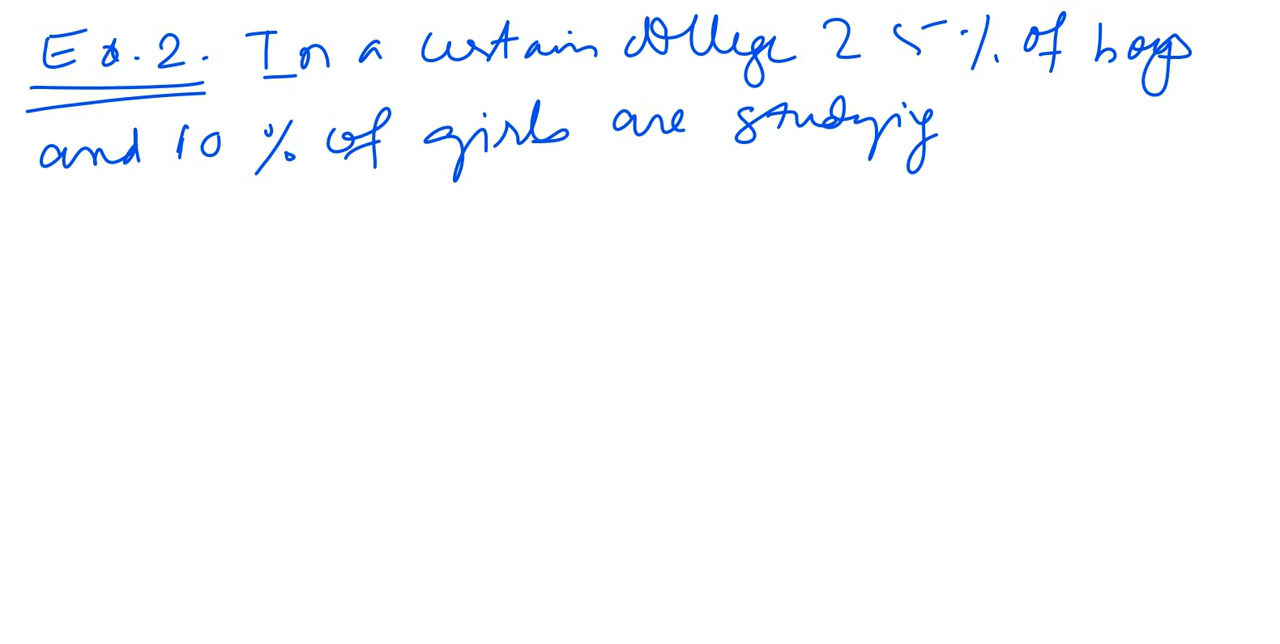 Ex.2. In a certain college 25% of boys
and 10% of girls are studying